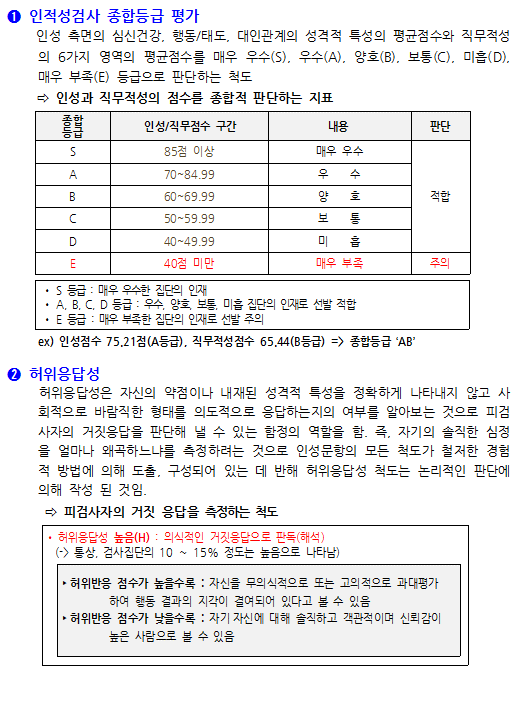 ❶ 인적성검사 종합등급 평가
인성 측면의 심신건강, 행동/태도, 대인관계의 성격적 특성의 평균점수와 직무적성
의 6가지 영역의 평균점수를 매우 우수(S), 우수(A), 양호(B), 보통(C), 미흡(D),
매우 부족(E) 등급으로 판단하는 척도
⇨ 인성과 직무적성의 점수를 종합적 판단하는 지표
종합
등급
인성/직무점수 구간 내용 판단
S 85점 이상 매우 우수
A 70~84.99 우 수
B 60~69.99 양 호 적합
C 50~59.99 보 통
D 40~49.99 미 흡
E 40점 미만 매우 부족 주의
・ S 등급 : 매우 우수한 집단의 인재
・ A, B, C, D 등급 : 우수, 양호, 보통, 미흡 집단의 인재로 선발 적합
・ E 등급 : 매우 부족한 집단의 인재로 선발 주의
ex) 인성점수 75,21점(A등급), 직무적성점수 65,44(B등급) => 종합등급 ‘AB’
❷ 허위응답성
허위응답성은 자신의 약점이나 내재된 성격적 특성을 정확하게 나타내지 않고 사
회적으로 바람직한 형태를 의도적으로 응답하는지의 여부를 알아보는 것으로 피검
사자의 거짓응답을 판단해 낼 수 있는 함정의 역할을 함. 즉, 자기의 솔직한 심정
을 얼마나 왜곡하느냐를 측정하려는 것으로 인성문항의 모든 척도가 철저한 경험
적 방법에 의해 도출, 구성되어 있는 데 반해 허위응답성 척도는 논리적인 판단에
의해 작성 된 것임.
⇨ 피검사자의 거짓 응답을 측정하는 척도
・허위응답성 높음(H) : 의식적인 거짓응답으로 판독(해석)
(-> 통상, 검사집단의 10 ~ 15% 정도는 높음으로 나타남)
▸허위반응 점수가 높을수록 : 자신을 무의식적으로 또는 고의적으로 과대평가
하여 행동 결과의 지각이 결여되어 있다고 볼 수 있음
▸허위반응 점수가 낮을수록 : 자기 자신에 대해 솔직하고 객관적이며 신뢰감이
높은 사람으로 볼 수 있음